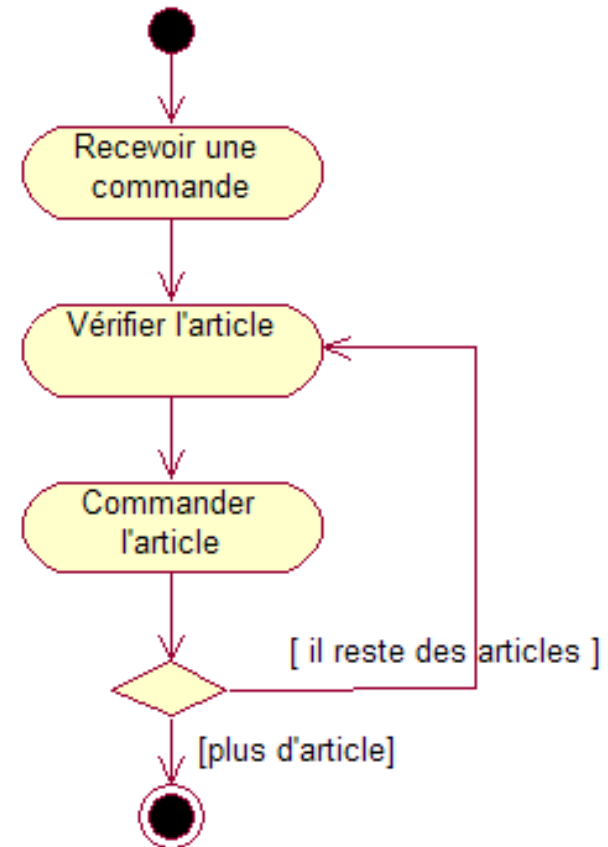 Recevoir une
commande
Vérifier l'article
Commander
l'article
[ il reste des articles ]
[plus d'article]